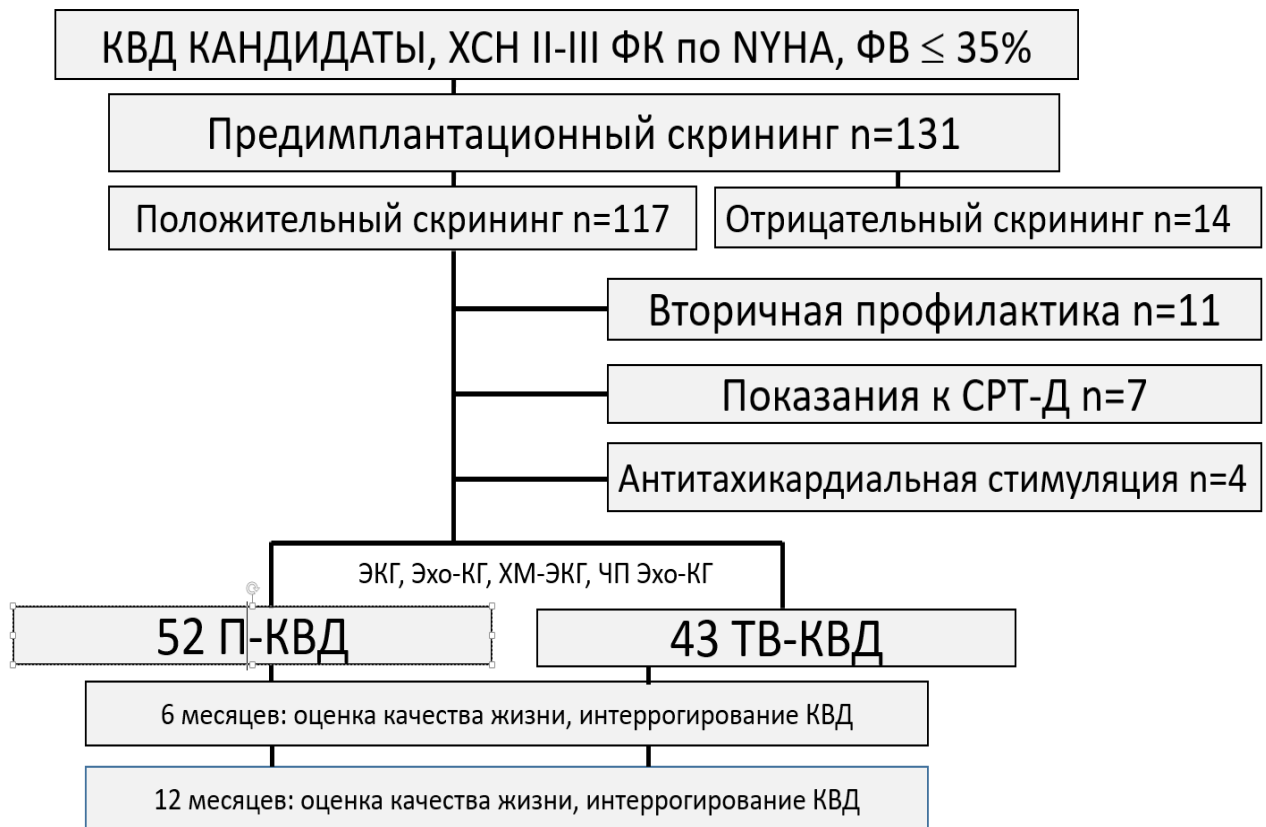 КВД КАНДИДАТЫ, ХСН II-III ФК по NYHA, ФВ ≤ 35%
Предимплантационный скрининг n=131
Положительный скрининг n=117
Отрицательный скрининг n=14
Вторичная профилактика n=11
Показания к СРТ-Д n=7
Антитахикардиальная стимуляция n=4
ЭКГ, Эхо-КГ, ХМ-ЭКГ, ЧП Эхо-КГ
52 П-КВД
43 ТВ-КВД
6 месяцев: оценка качества жизни, интеррогирование КВД
12 месяцев: оценка качества жизни, интеррогирование КВД